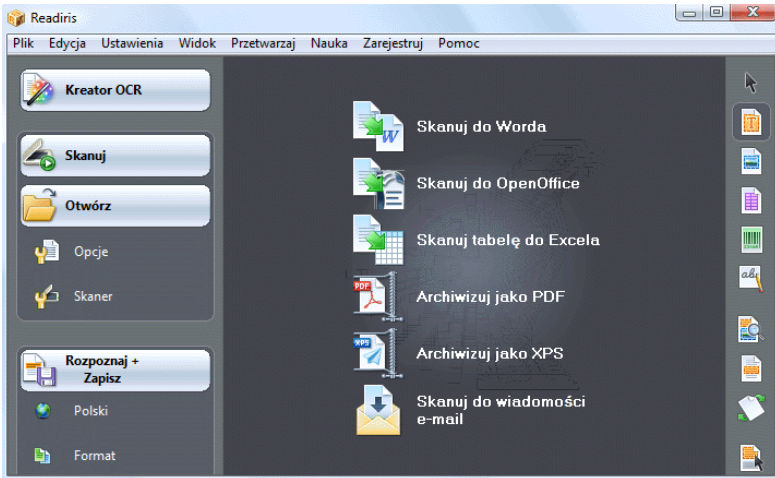 Readiris
Plik Edycja Ustawienia Widok Przetwarzaj Nauka Zarejestruj Pomoc
Kreator OCR
Skanuj
Otwórz
Opcje
Skaner
Rozpoznaj +
Zapisz
Polski
Format
W
Skanuj do Worda
Skanuj do OpenOffice
Skanuj tabelę do Excela
PDF
Archiwizuj jako PDF
XPS
Archiwizuj jako XPS
Skanuj do wiadomości
e-mail
T